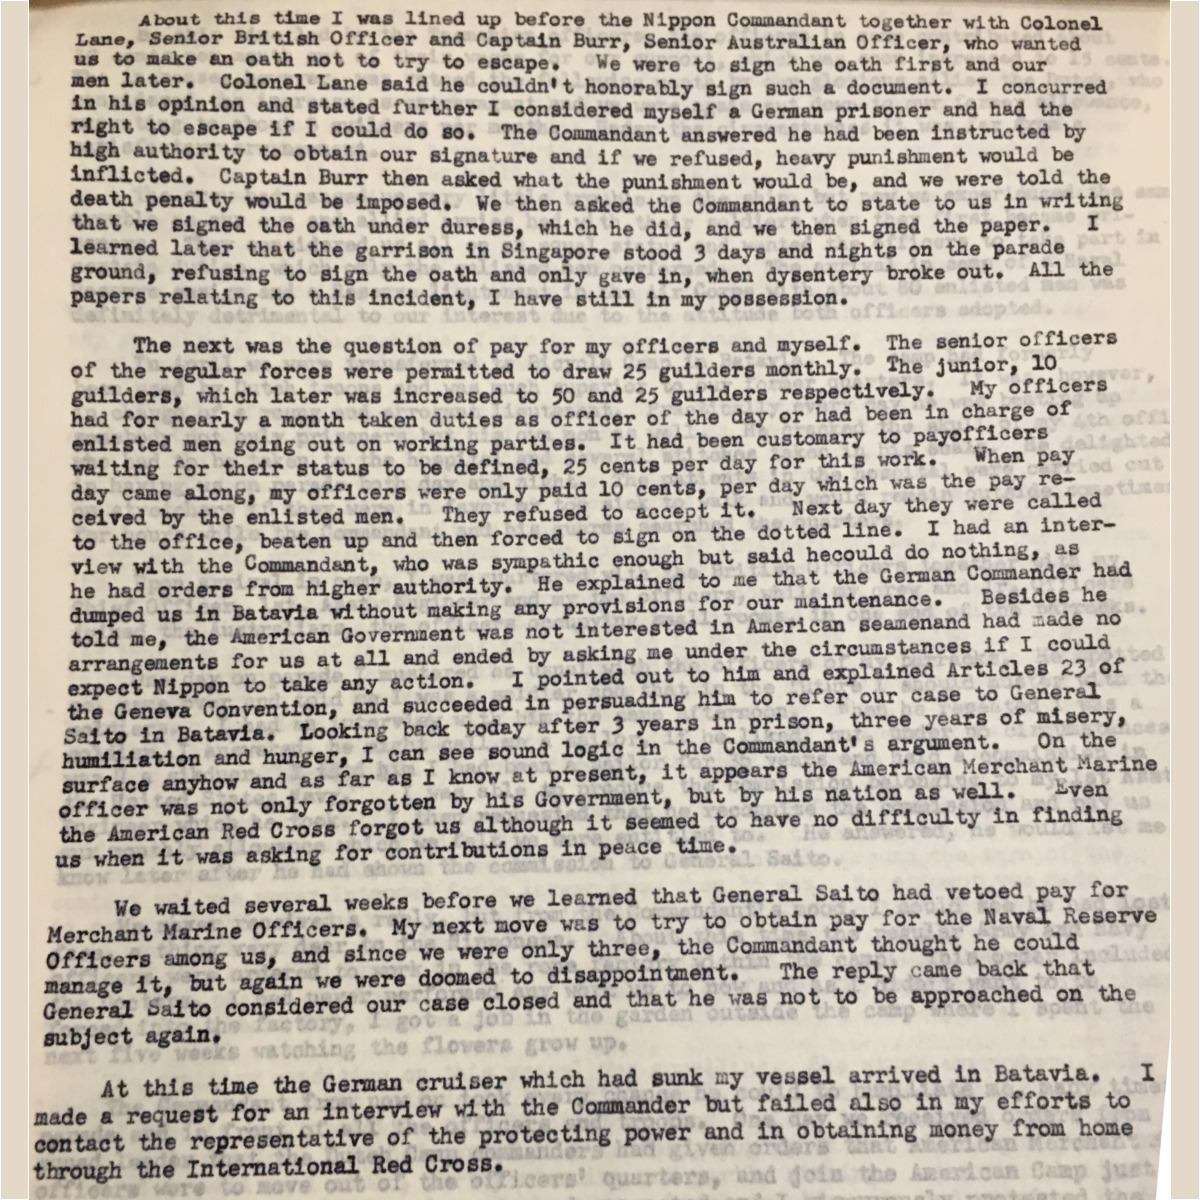 About this time I was lined up before the Nippon Commandant together with Colonel
Lane, Senior British Officer and Captain Burr, Senior Australian Officer, who wanted
us to make an oath not to try to escape. We were to sign the oath first and our
men later. Colonel Lane said he couldn't honorably sign such a document. I concurred
in his opinion and stated further I considered myself a German prisoner and had the
right to escape if I could do so. The Commandant answered he had been instructed by
high authority to obtain our signature and if we refused, heavy punishment would be
inflicted. Captain Burr then asked what the punishment would be, and we were told the
death penalty would be imposed. We then asked the Commandant to state to us in writing
that we signed the oath under duress, which he did, and we then signed the paper. I
learned later that the garrison in Singapore stood 3 days and nights on the parade
ground, refusing to sign the oath and only gave in, when dysentery broke out. All the
papers relating to this incident, I have still in my possession.
The next was the question of pay for my officers and myself. The senior officers
of the regular forces were permitted to draw 25 guilders monthly. The junior, 10
guilders, which later was increased to 50 and 25 guilders respectively. My officers
had for nearly a month taken duties as officer of the day or had been in charge of
enlisted men going out on working parties. It had been customary to payofficers
waiting for their status to be defined, 25 cents per day for this work. When pay
day came along, my officers were only paid 10 cents, per day which was the pay re-
ceived by the enlisted men. They refused to accept it. Next day they were called
to the office, beaten up and then forced to sign on the dotted line. I had an inter-
view with the Commandant, who was sympathic enough but said hecould do nothing, as
he had orders from higher authority. He explained to me that the German Commander had
dumped us in Batavia without making any provisions for our maintenance. Besides he
told me, the American Government was not interested in American seamenand had made no
arrangements for us at all and ended by asking me under the circumstances if I could
expect Nippon to take any action. I pointed out to him and explained Articles 23 of
the Geneva Convention, and succeeded in persuading him to refer our case to General
Saito in Batavia. Looking back today after 3 years in prison, three years of misery,
humiliation and hunger, I can see sound logic in the Commandant's argument. On the
surface anyhow and as far as I know at present, it appears the American Merchant Marine
officer was not only forgotten by his Government, but by his nation as well. Even
the American Red Cross forgot us although it seemed to have no difficulty in finding
us when it was asking for contributions in peace time.
We waited several weeks before we learned that General Saito had vetoed pay for
Merchant Marine Officers. My next move was to try to obtain pay for the Naval Reserve
Officers among us, and since we were only three, the Commandant thought he could
manage it, but again we were doomed to disappointment. The reply came back that
General Saito considered our case closed and that he was not to be approached on the
subject again.
At this time the German cruiser which had sunk my vessel arrived in Batavia. I
made a request for an interview with the Commander but failed also in my efforts to
contact the representative of the protecting power and in obtaining money from home
through the International Red Cross.